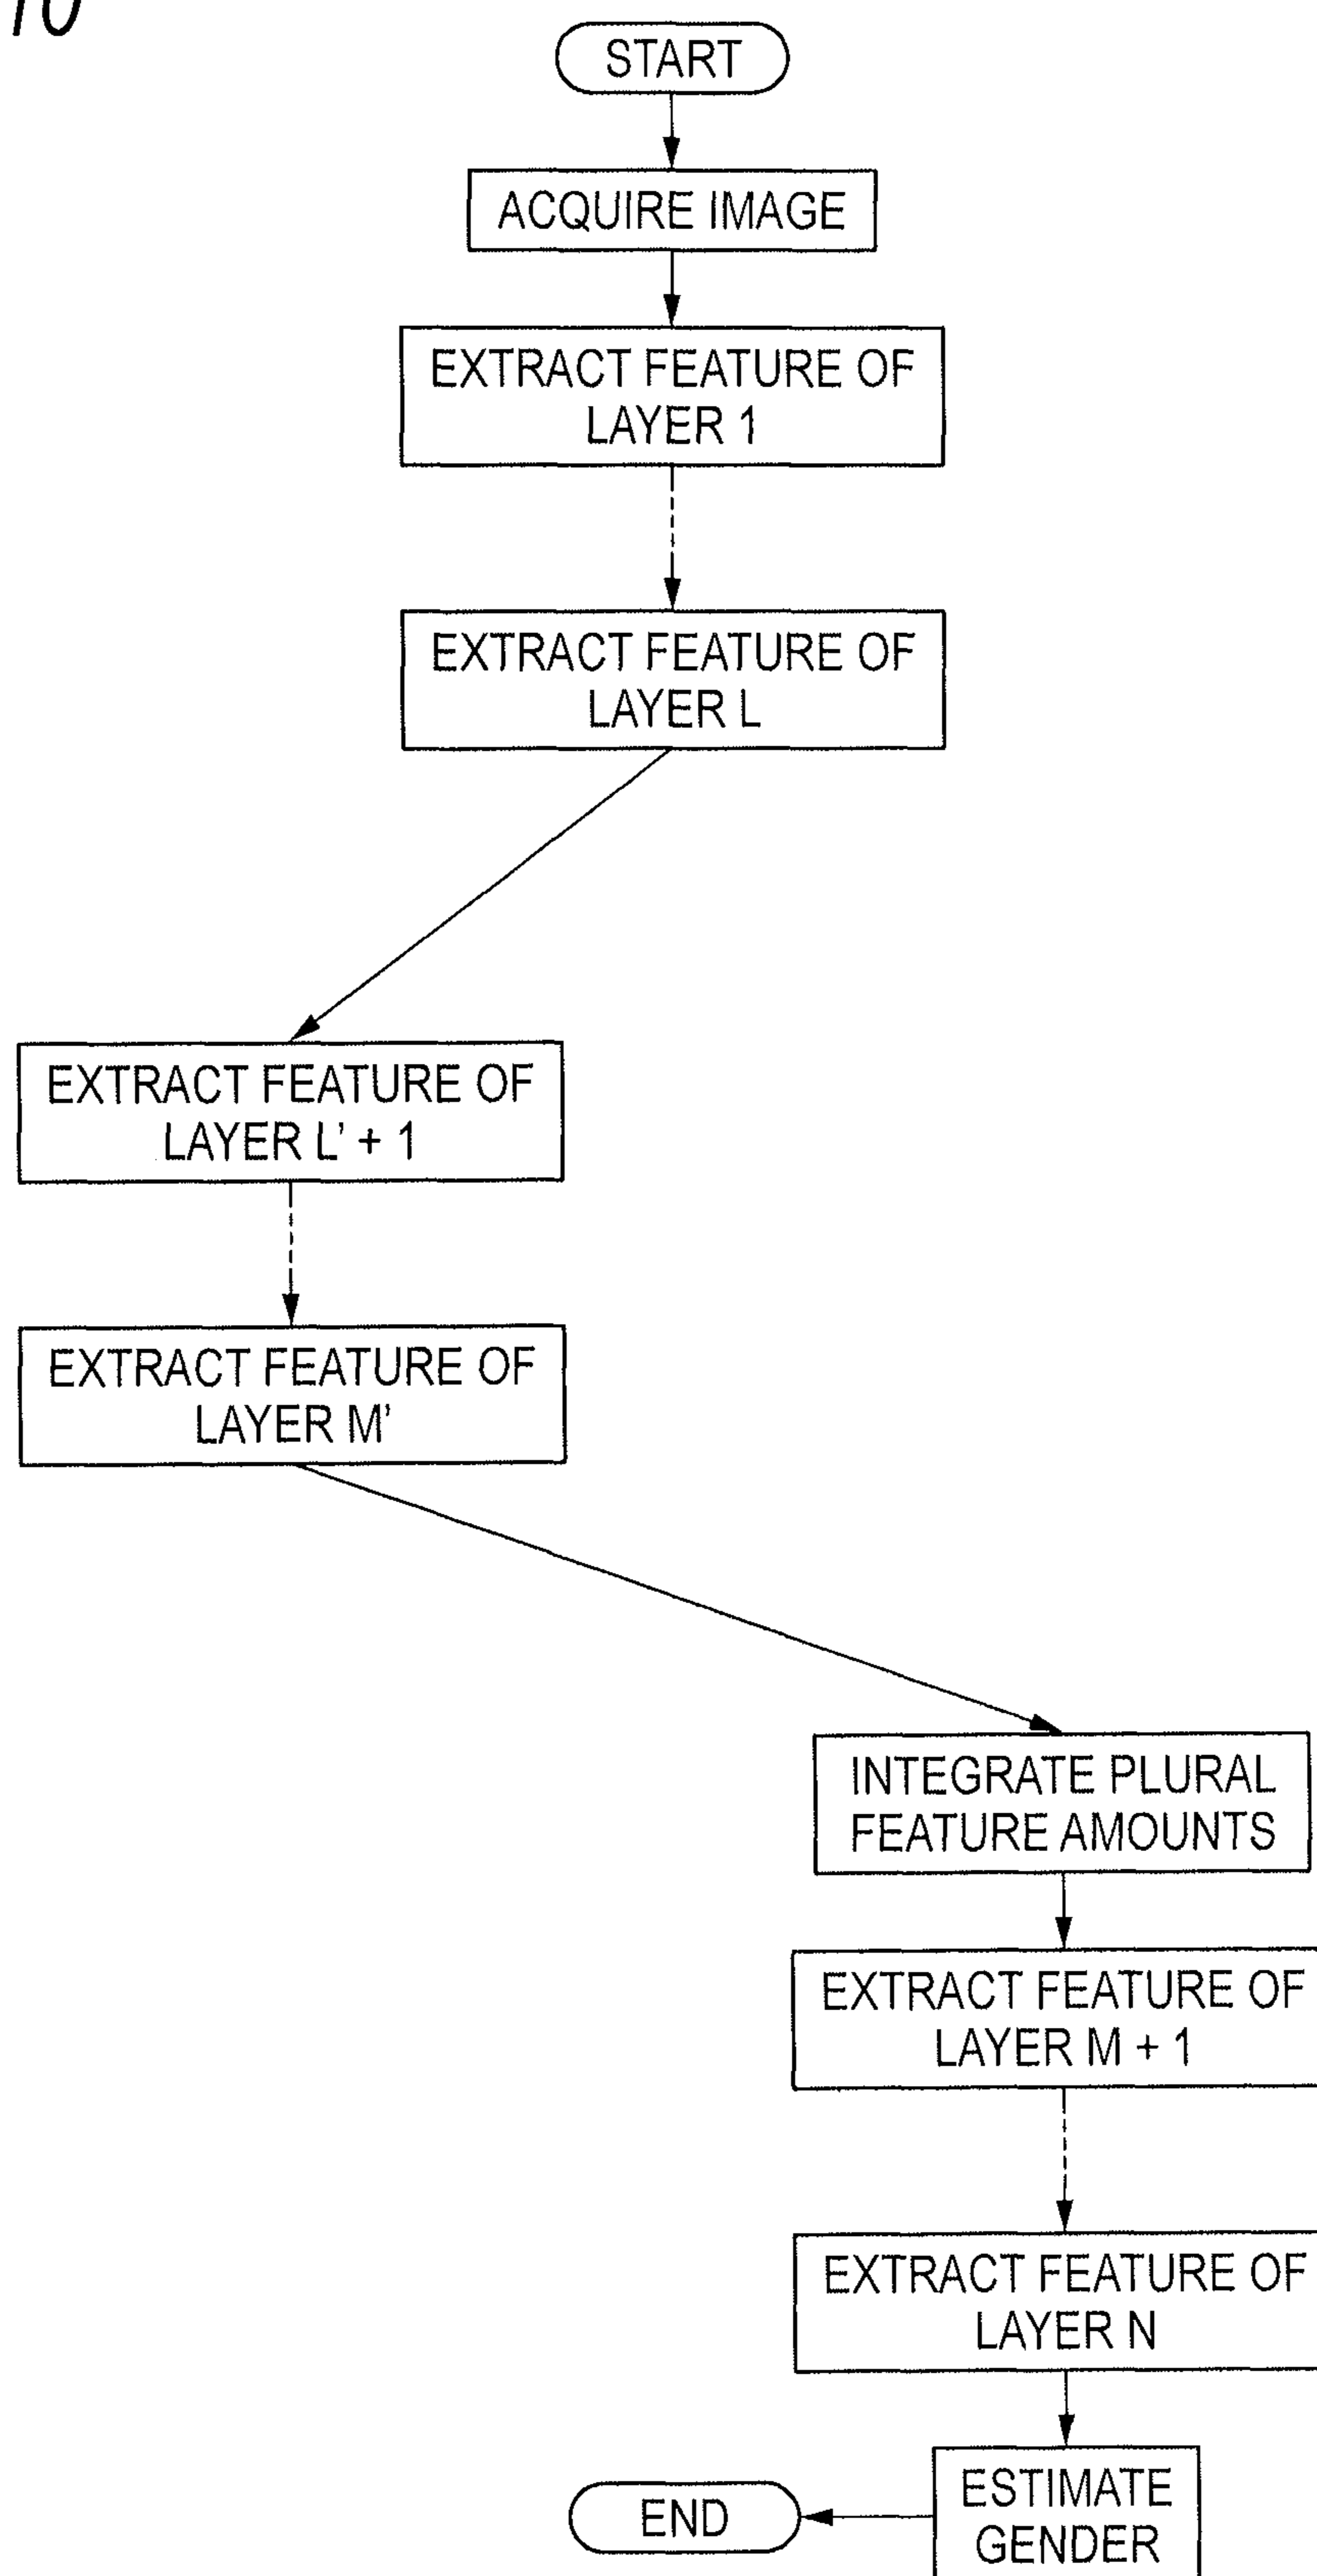 10
START
ACQUIRE IMAGE
EXTRACT FEATURE OF
LAYER 1
EXTRACT FEATURE OF
LAYER L
EXTRACT FEATURE OF
LAYER L' + 1
EXTRACT FEATURE OF
LAYER M'
INTEGRATE PLURAL
FEATURE AMOUNTS
EXTRACT FEATURE OF
LAYER M + 1
EXTRACT FEATURE OF
LAYER N
ESTIMATE
GENDER
END